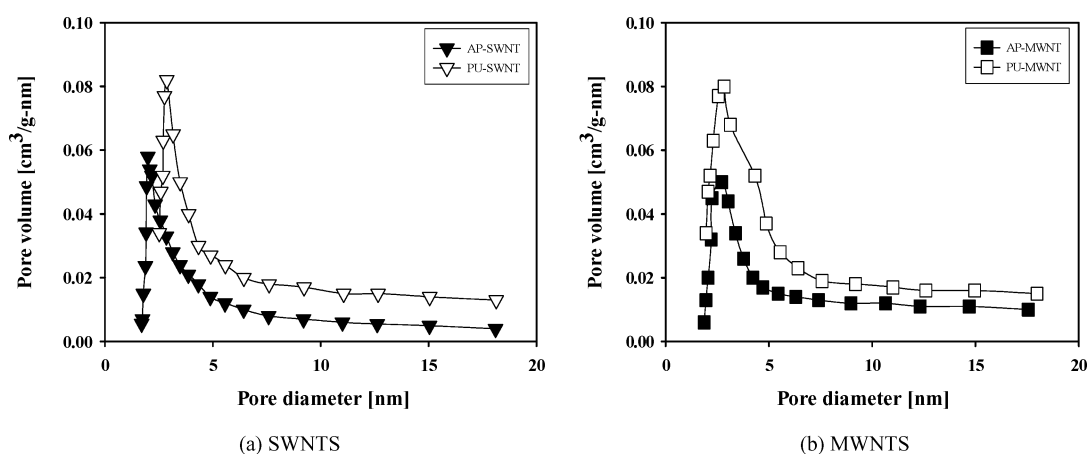 0.10
0.08
0.06
0.04
0.02
0.00
Pore volume [cm³/g-nm]
AP-SWNT
PU-SWNT
0
5
10
15
20
Pore diameter [nm]
(a) SWNTS
0.10
0.08
0.06
0.04
0.02
0.00
Pore volume [cm³/g-nm]
AP-MWNT
PU-MWNT
0
5
10
15
20
Pore diameter [nm]
(b) MWNTS